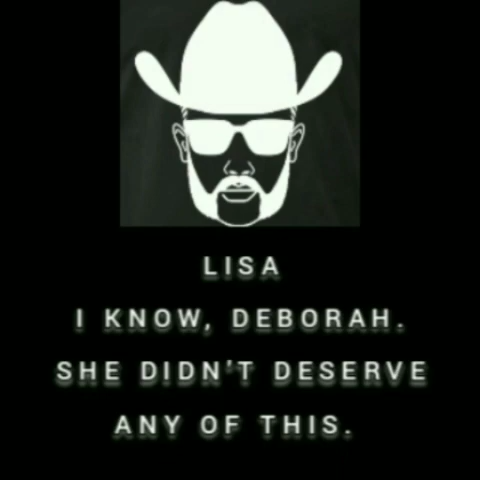 LISA
I KNOW, DEBORAH.
SHE DIDN'T DESERVE
ANY OF THIS.